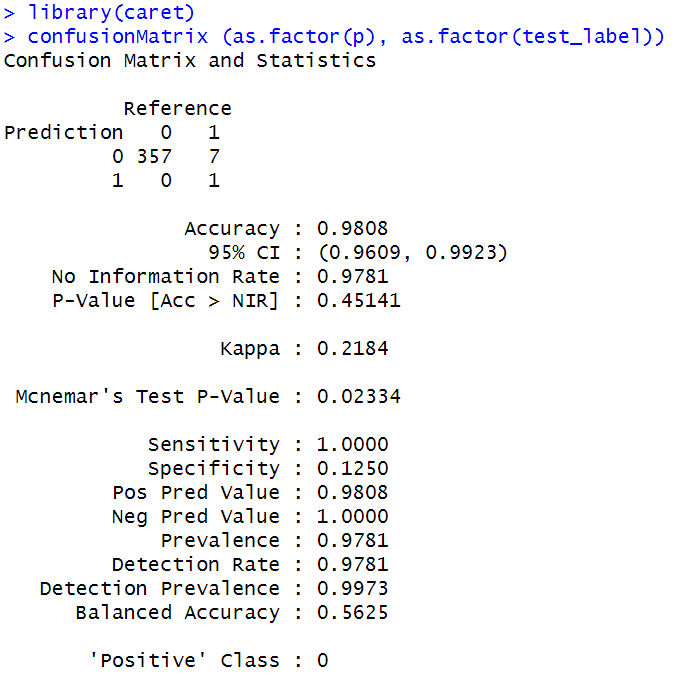 > library(caret)
> confusionMatrix (as.factor(p), as.factor(test_label))
Confusion Matrix and Statistics
Reference
Prediction 0 1
0 357 7
1 0 1
Accuracy : 0.9808
95% CI : (0.9609, 0.9923)
No Information Rate : 0.9781
P-Value [Acc > NIR] : 0.45141
Kappa : 0.2184
Mcnemar's Test P-Value : 0.02334
Sensitivity : 1.0000
Specificity : 0.1250
Pos Pred Value : 0.9808
Neg Pred Value : 1.0000
Prevalence : 0.9781
Detection Rate : 0.9781
Detection Prevalence : 0.9973
Balanced Accuracy : 0.5625
'Positive' Class : 0